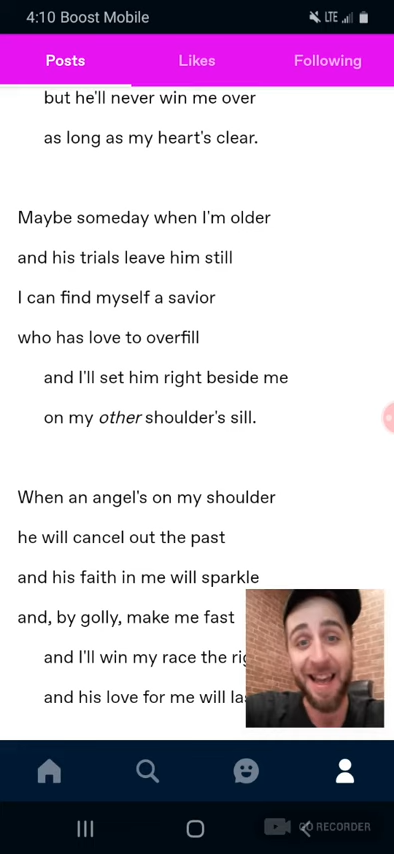 4:10 Boost Mobile LTE
Posts Likes Following
but he'll never win me over
as long as my heart's clear.
Maybe someday when I'm older
and his trials leave him still
I can find myself a savior
who has love to overfill
and I'll set him right beside me
on my other shoulder's sill.
When an angel's on my shoulder
he will cancel out the past
and his faith in me will sparkle
and, by golly, make me fast
and I'll win my race the
and his love for me will
GO RECORDER